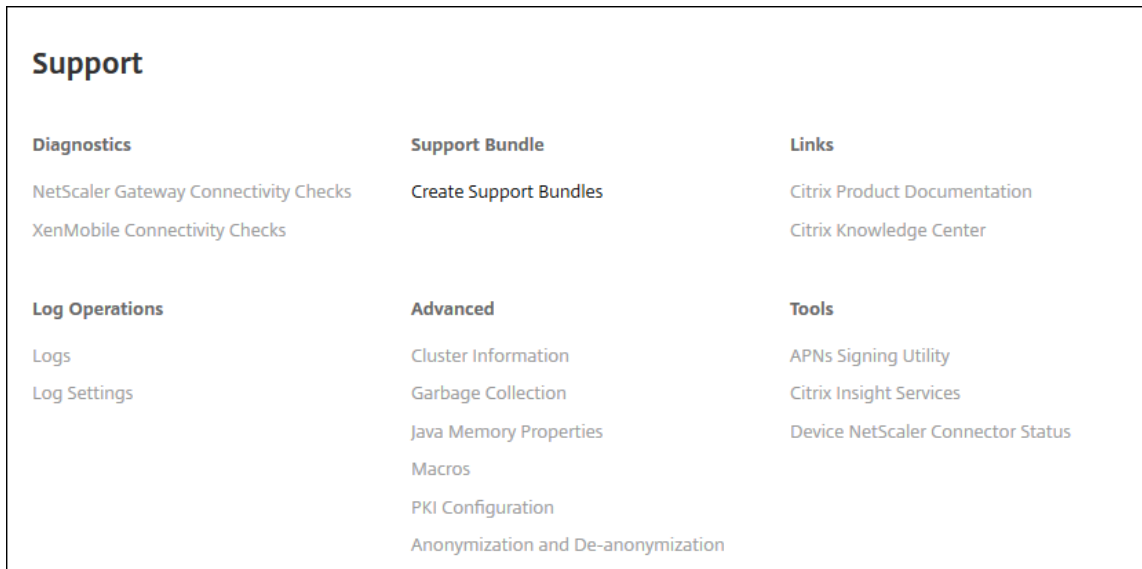 Support
Diagnostics
NetScaler Gateway Connectivity Checks
XenMobile Connectivity Checks
Support Bundle
Create Support Bundles
Links
Citrix Product Documentation
Citrix Knowledge Center
Log Operations
Logs
Log Settings
Advanced
Cluster Information
Garbage Collection
Java Memory Properties
Macros
PKI Configuration
Anonymization and De-anonymization
Tools
APNs Signing Utility
Citrix Insight Services
Device NetScaler Connector Status